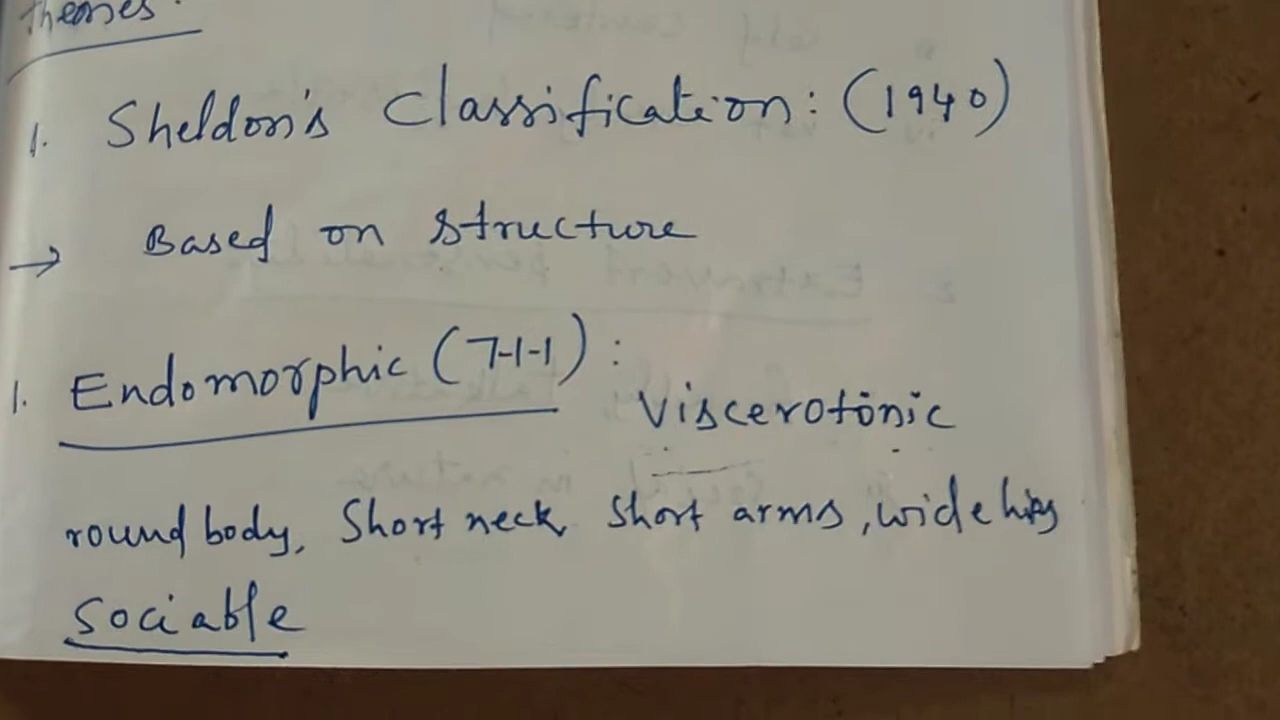 theories.
1. Sheldon's Classification: (1940)
→ Based on structure
1. Endomorphic (7-1-1):
Viscerotonic
round body, Short neck, short arms, wide hips
Sociable